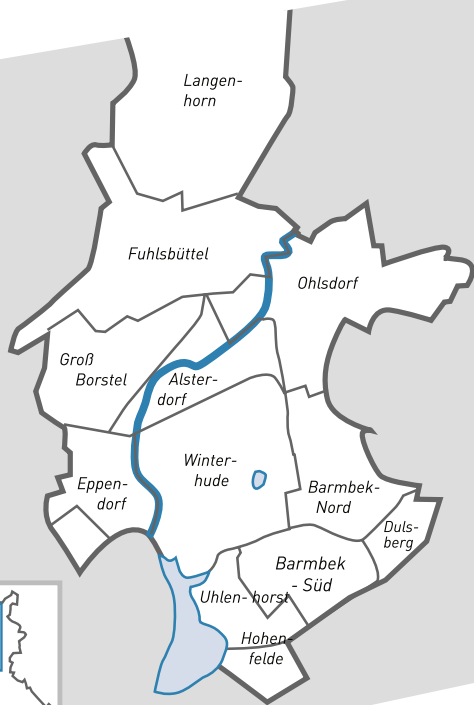 Langen-
horn
Fuhlsbüttel
Ohlsdorf
Groß
Borstel
Alster-
dorf
Winter-
hude
Eppen-
dorf
Barmbek-
Nord
Duls-
berg
Barmbek
- Süd
Uhlen- horst
Hohen-
felde